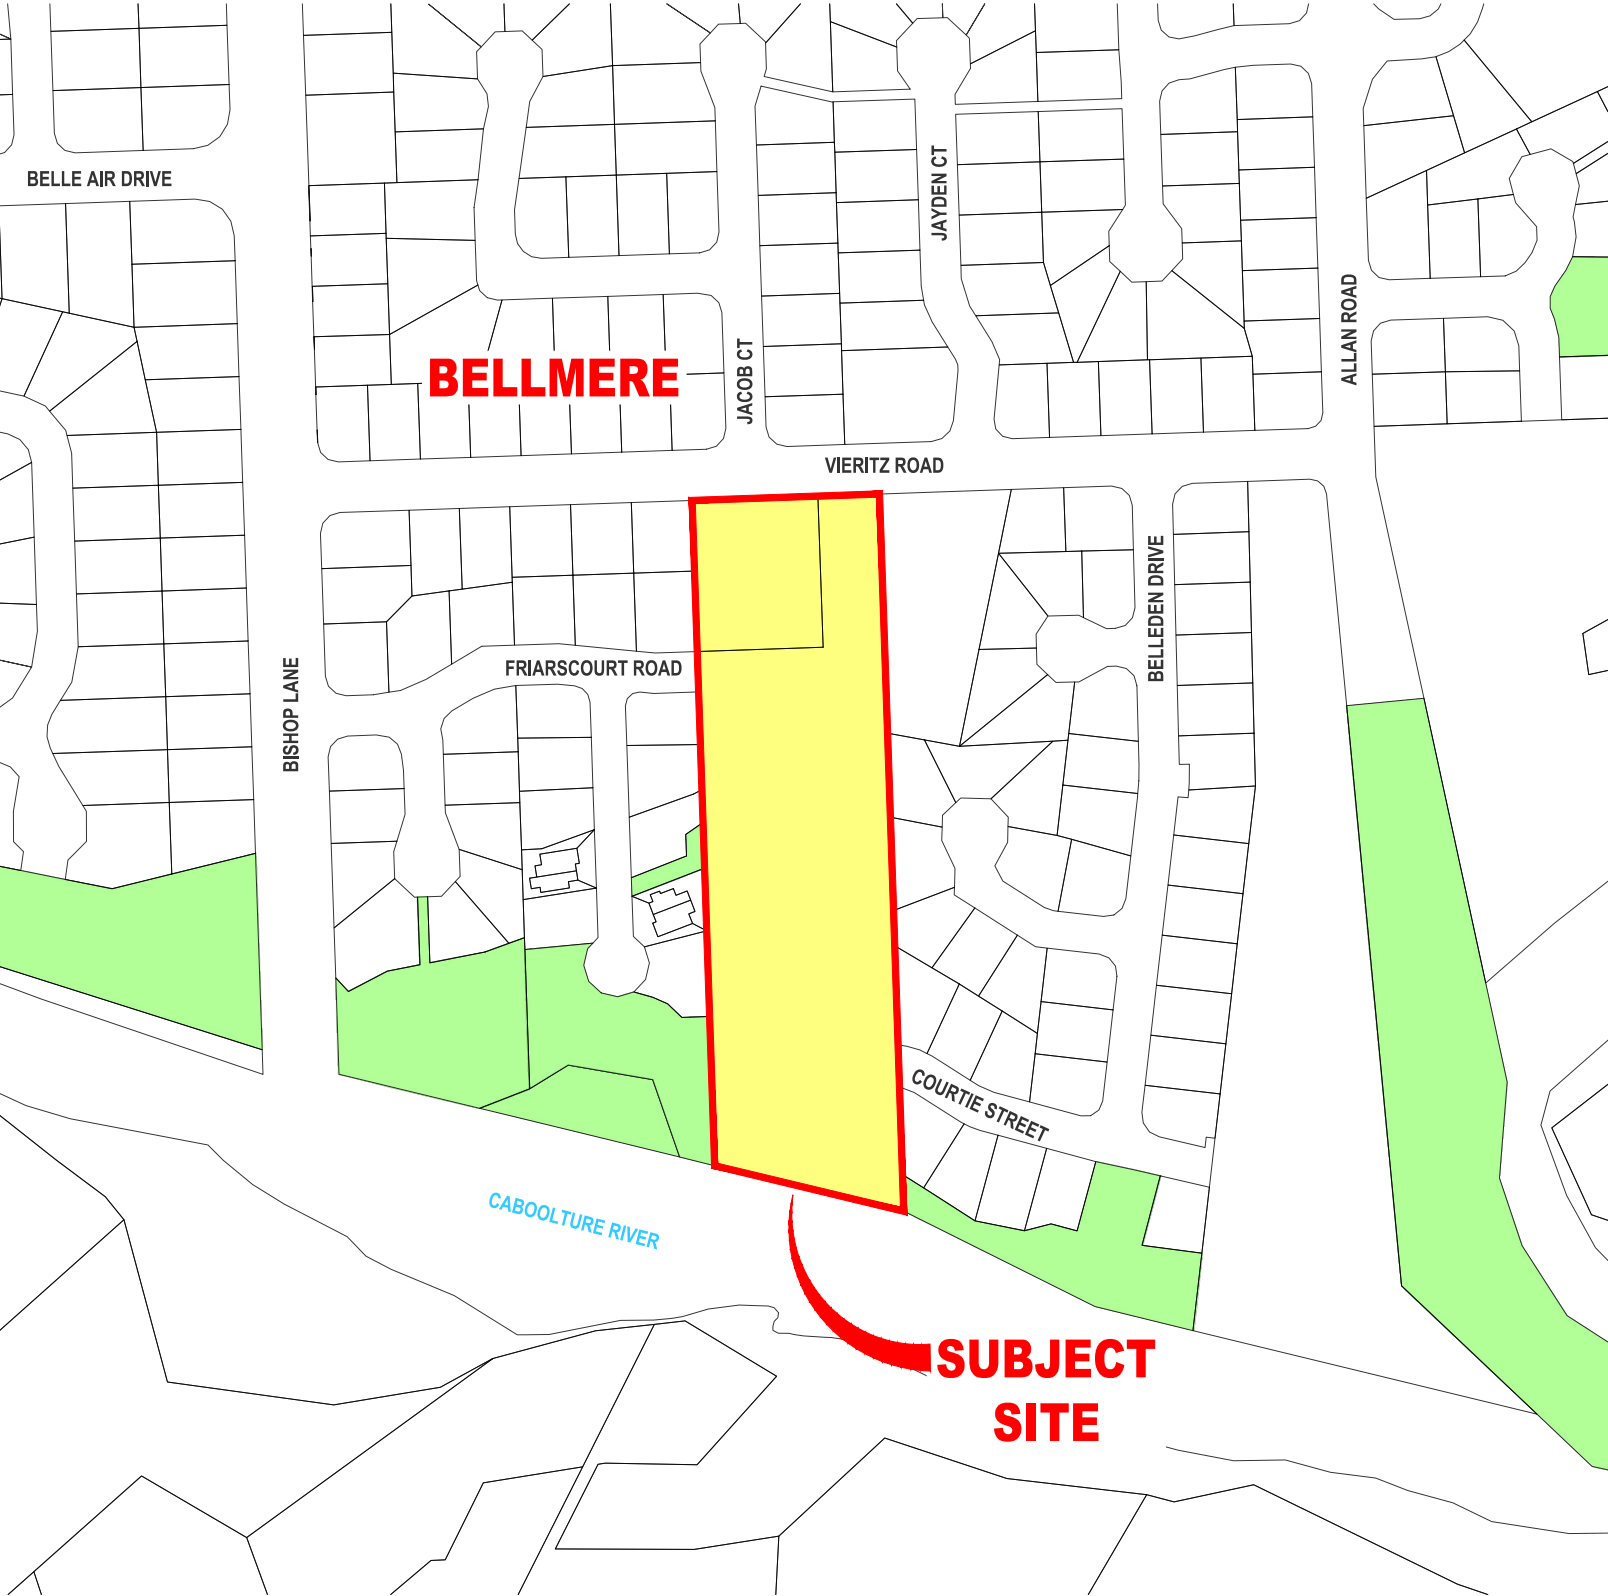 BELLE AIR DRIVE
JAYDEN CT
ALLAN ROAD
BELLMERE
JACOB CT
VIERITZ ROAD
BELLEDEN DRIVE
FRIARSCOURT ROAD
BISHOP LANE
COURTIE STREET
CABOOLTURE RIVER
SUBJECT
SITE